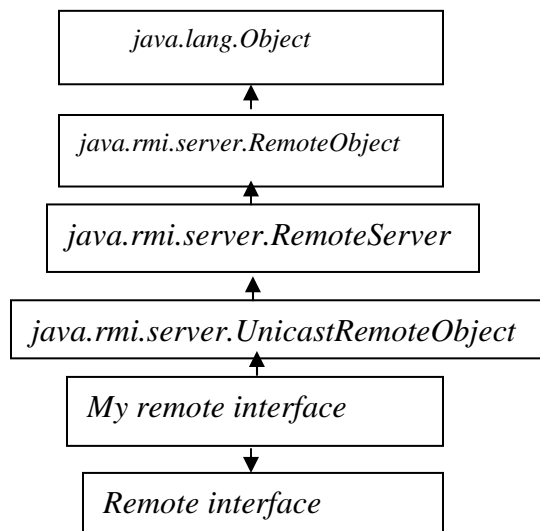 java.lang.Object
java.rmi.server.RemoteObject
java.rmi.server.RemoteServer
java.rmi.server.UnicastRemoteObject
My remote interface
Remote interface